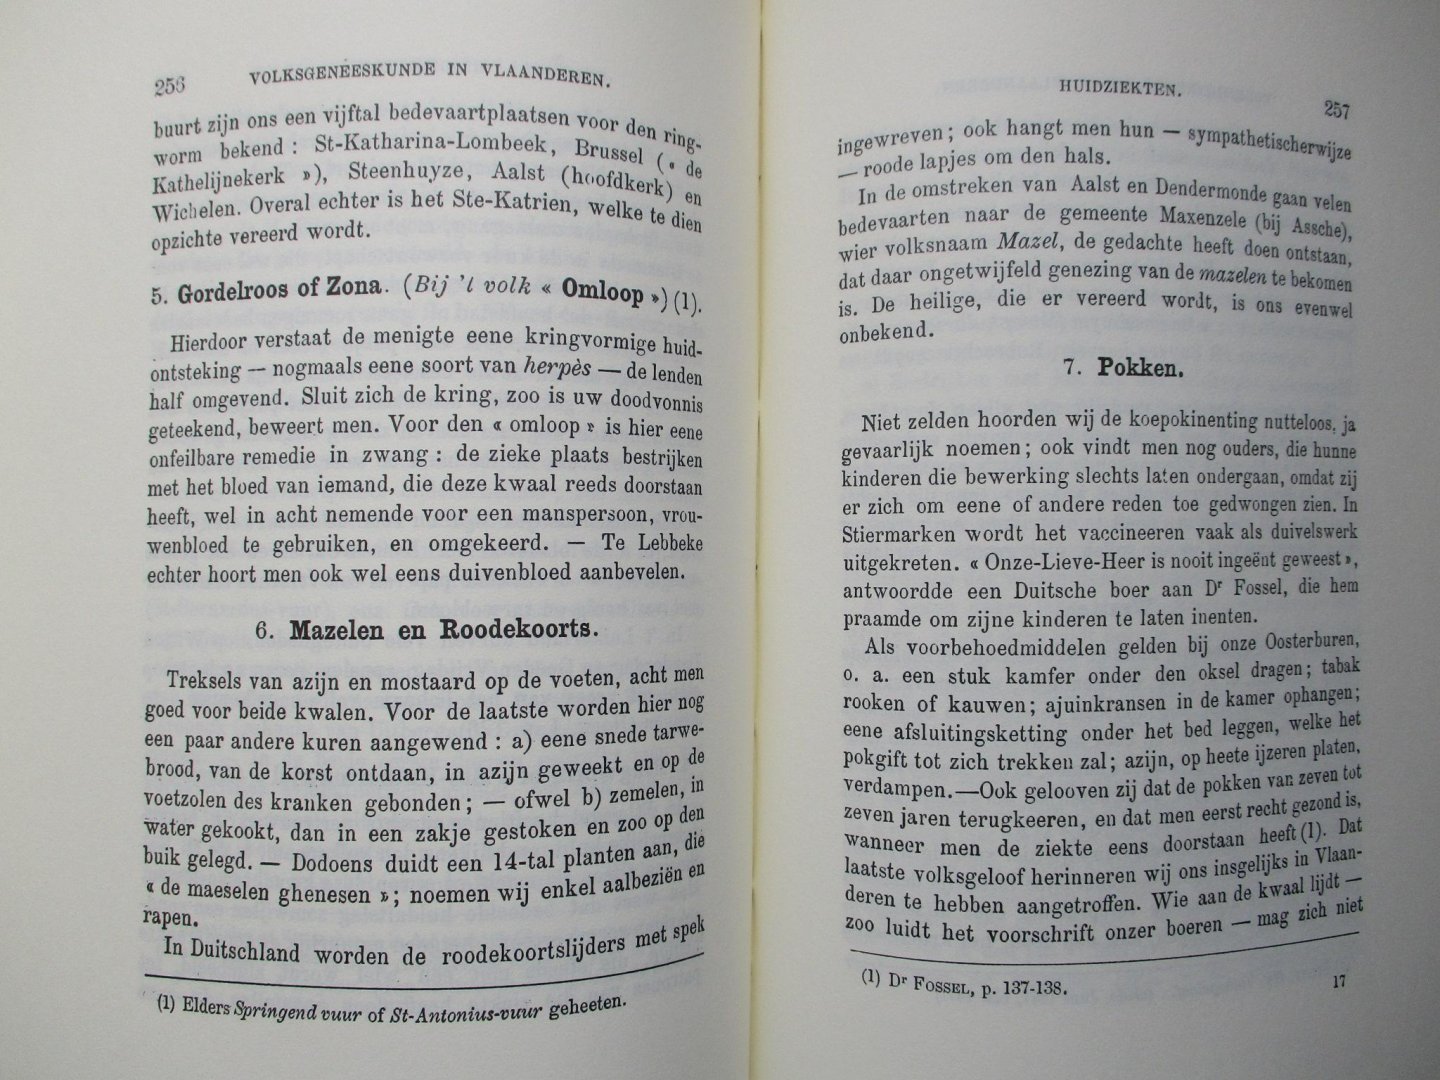 256 VOLKSGENEESKUNDE IN VLAANDEREN.
buurt zijn ons een vijftal bedevaartplaatsen voor den ring-
worm bekend : St-Katharina-Lombeek, Brussel (« de
Kathelijnekerk »), Steenhuyze, Aalst (hoofdkerk) en
Wichelen. Overal echter is het Ste-Katrien, welke te dien
opzichte vereerd wordt.
5. Gordelroos of Zona. (Bij 't volk « Omloop ») (1).
Hierdoor verstaat de menigte eene kringvormige huid-
ontsteking — nogmaals eene soort van herpès — de lenden
half omgevend. Sluit zich de kring, zoo is uw doodvonnis
geteekend, beweert men. Voor den « omloop » is hier eene
onfeilbare remedie in zwang : de zieke plaats bestrijken
met het bloed van iemand, die deze kwaal reeds doorstaan
heeft, wel in acht nemende voor een manspersoon, vrou-
wenbloed te gebruiken, en omgekeerd. — Te Lebbeke
echter hoort men ook wel eens duivenbloed aanbevelen.
6. Mazelen en Roodekoorts.
Treksels van azijn en mostaard op de voeten, acht men
goed voor beide kwalen. Voor de laatste worden hier nog
een paar andere kuren aangewend : a) eene snede tarwe-
brood, van de korst ontdaan, in azijn geweekt en op de
voetzolen des kranken gebonden ; — ofwel b) zemelen, in
water gekookt, dan in een zakje gestoken en zoo op den
buik gelegd. — Dodoens duidt een 14-tal planten aan, die
« de maeselen ghenesen » ; noemen wij enkel aalbeziën en
rapen.
In Duitschland worden de roodekoortslijders met spek
(1) Elders Springend vuur of St-Antonius-vuur geheeten.
HUIDZIEKTEN. 257
ingewreven ; ook hangt men hun — sympathetischerwijze
— roode lapjes om den hals.
In de omstreken van Aalst en Dendermonde gaan velen
bedevaarten naar de gemeente Maxenzele (bij Assche),
wier volksnaam Mazel, de gedachte heeft doen ontstaan,
dat daar ongetwijfeld genezing van de mazelen te bekomen
is. De heilige, die er vereerd wordt, is ons evenwel
onbekend.
7. Pokken.
Niet zelden hoorden wij de koepokinenting nutteloos, ja
gevaarlijk noemen ; ook vindt men nog ouders, die hunne
kinderen die bewerking slechts laten ondergaan, omdat zij
er zich om eene of andere reden toe gedwongen zien. In
Stiermarken wordt het vaccineeren vaak als duivelswerk
uitgekreten. « Onze-Lieve-Heer is nooit ingeënt geweest »,
antwoordde een Duitsche boer aan Dr Fossel, die hem
praamde om zijne kinderen te laten inenten.
Als voorbehoedmiddelen gelden bij onze Oosterburen,
o. a. een stuk kamfer onder den oksel dragen ; tabak
rooken of kauwen ; ajuinkransen in de kamer ophangen ;
eene afsluitingsketting onder het bed leggen, welke het
pokgift tot zich trekken zal ; azijn, op heete ijzeren platen,
verdampen.—Ook gelooven zij dat de pokken van zeven tot
zeven jaren terugkeeren, en dat men eerst recht gezond is,
wanneer men de ziekte eens doorstaan heeft (1). Dat
laatste volksgeloof herinneren wij ons insgelijks in Vlaan-
deren te hebben aangetroffen. Wie aan de kwaal lijdt —
zoo luidt het voorschrift onzer boeren — mag zich niet
(1) Dr FOSSEL, p. 137-138.
17